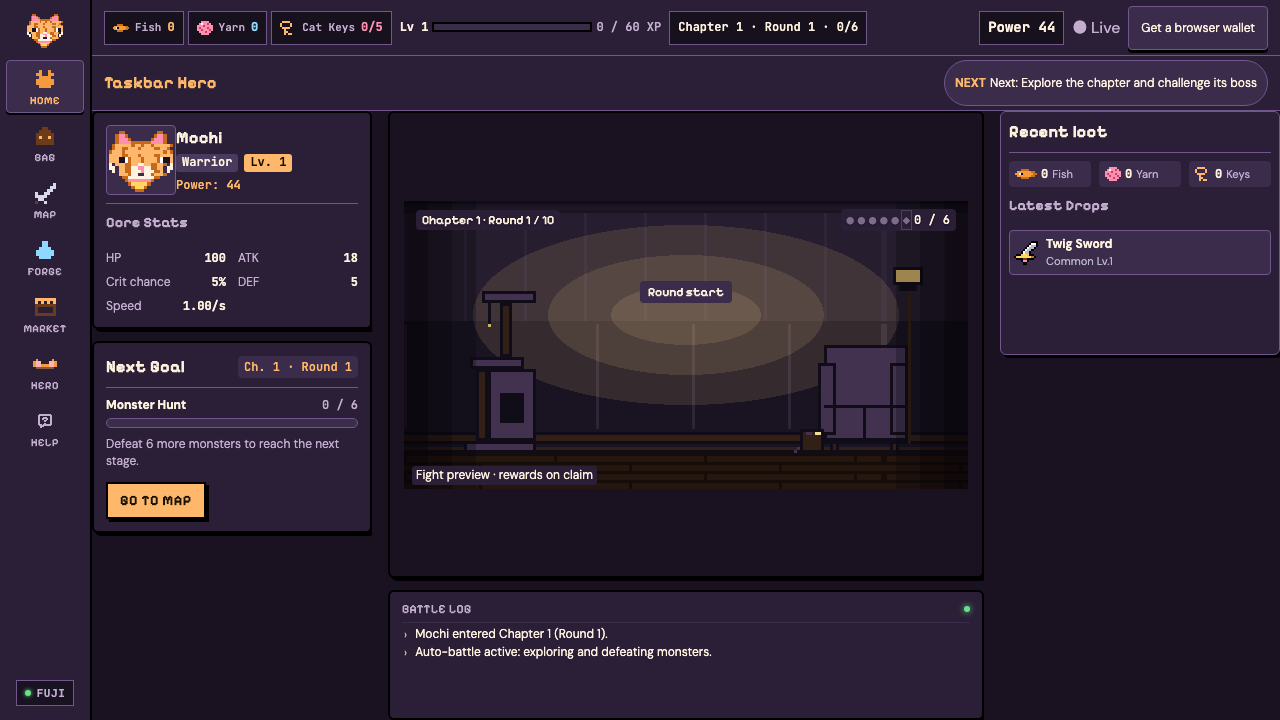 Fish 0
Yarn 0
Cat Keys 0/5
Lv 1
0 / 60 XP
Chapter 1 · Round 1 · 0/6
Power 44
Live
Get a browser wallet
HOME
BAG
MAP
FORGE
MARKET
HERO
HELP
FUJI
Taskbar Hero
NEXT Next: Explore the chapter and challenge its boss
Mochi
Warrior
Lv. 1
Power: 44
Core Stats
HP 100 ATK 18
Crit chance 5% DEF 5
Speed 1.00/s
Next Goal
Ch. 1 · Round 1
Monster Hunt 0 / 6
Defeat 6 more monsters to reach the next
stage.
GO TO MAP
Chapter 1 · Round 1 / 10
0 / 6
Round start
Fight preview · rewards on claim
BATTLE LOG
› Mochi entered Chapter 1 (Round 1).
› Auto-battle active: exploring and defeating monsters.
Recent loot
0 Fish
0 Yarn
0 Keys
Latest Drops
Twig Sword
Common Lv.1